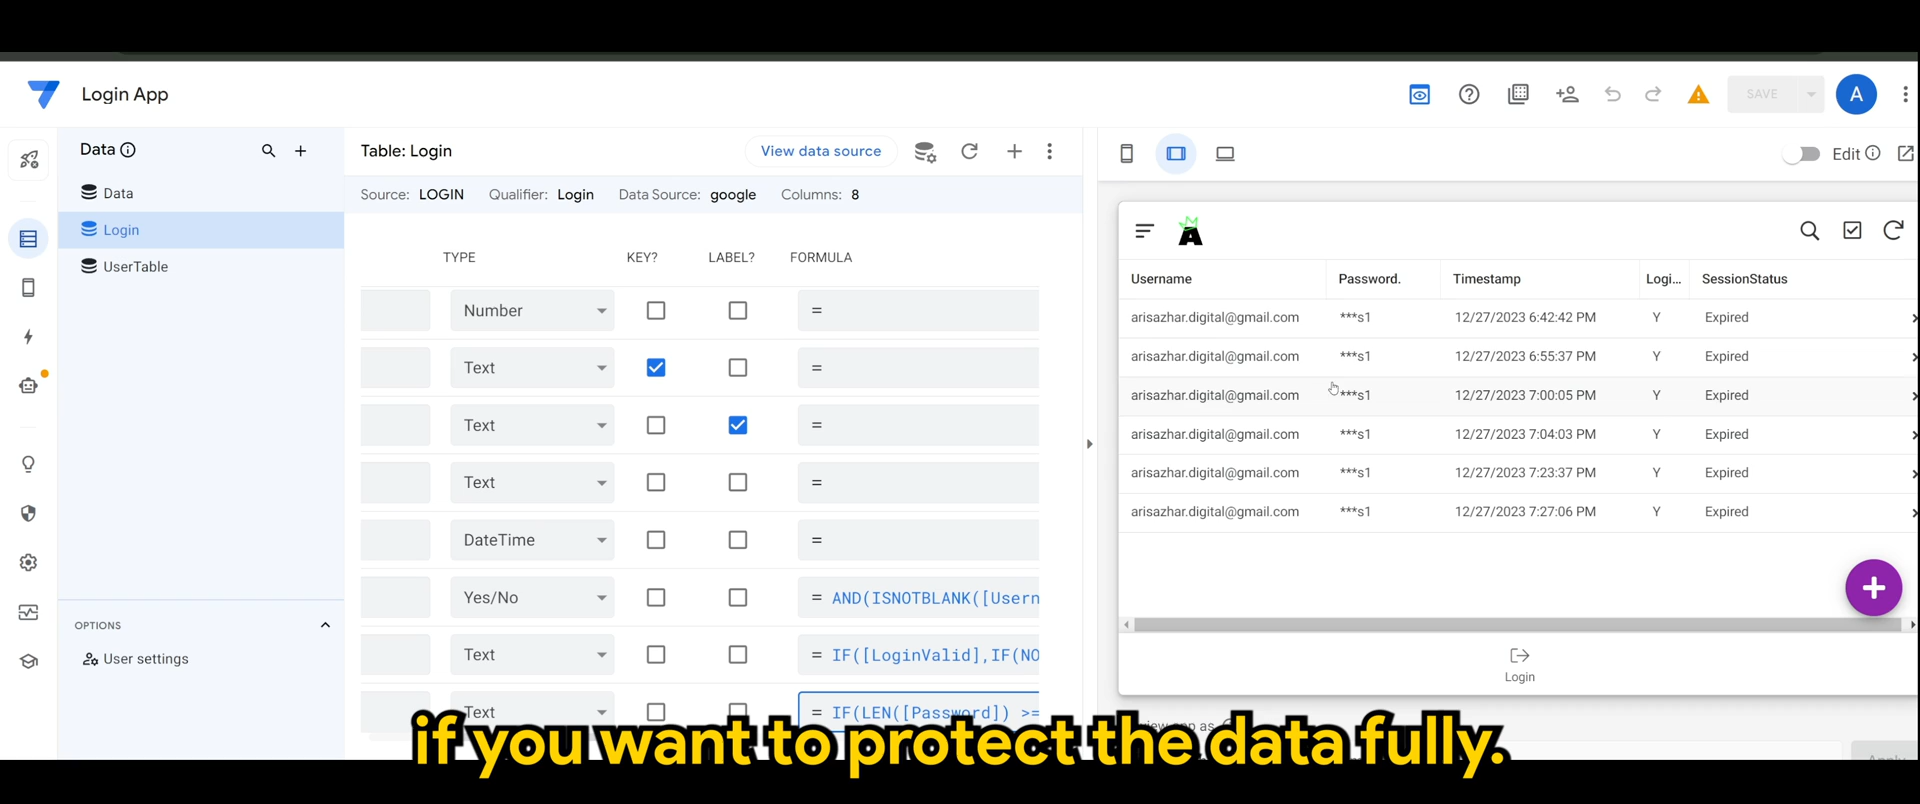 Login App
SAVE
A
Data
Table: Login
View data source
Edit
Data
Login
UserTable
Source: LOGIN Qualifier: Login Data Source: google Columns: 8
TYPE KEY? LABEL? FORMULA
Number =
Text =
Text =
Text =
DateTime =
Yes/No = AND(ISNOTBLANK([Usern
Text = IF([LoginValid],IF(NO
Text = IF(LEN([Password]) >=
OPTIONS
User settings
A
Username Password. Timestamp Logi... SessionStatus
arisazhar.digital@gmail.com ***s1 12/27/2023 6:42:42 PM Y Expired
arisazhar.digital@gmail.com ***s1 12/27/2023 6:55:37 PM Y Expired
arisazhar.digital@gmail.com ***s1 12/27/2023 7:00:05 PM Y Expired
arisazhar.digital@gmail.com ***s1 12/27/2023 7:04:03 PM Y Expired
arisazhar.digital@gmail.com ***s1 12/27/2023 7:23:37 PM Y Expired
arisazhar.digital@gmail.com ***s1 12/27/2023 7:27:06 PM Y Expired
Login
app as
if you want to protect the data fully.